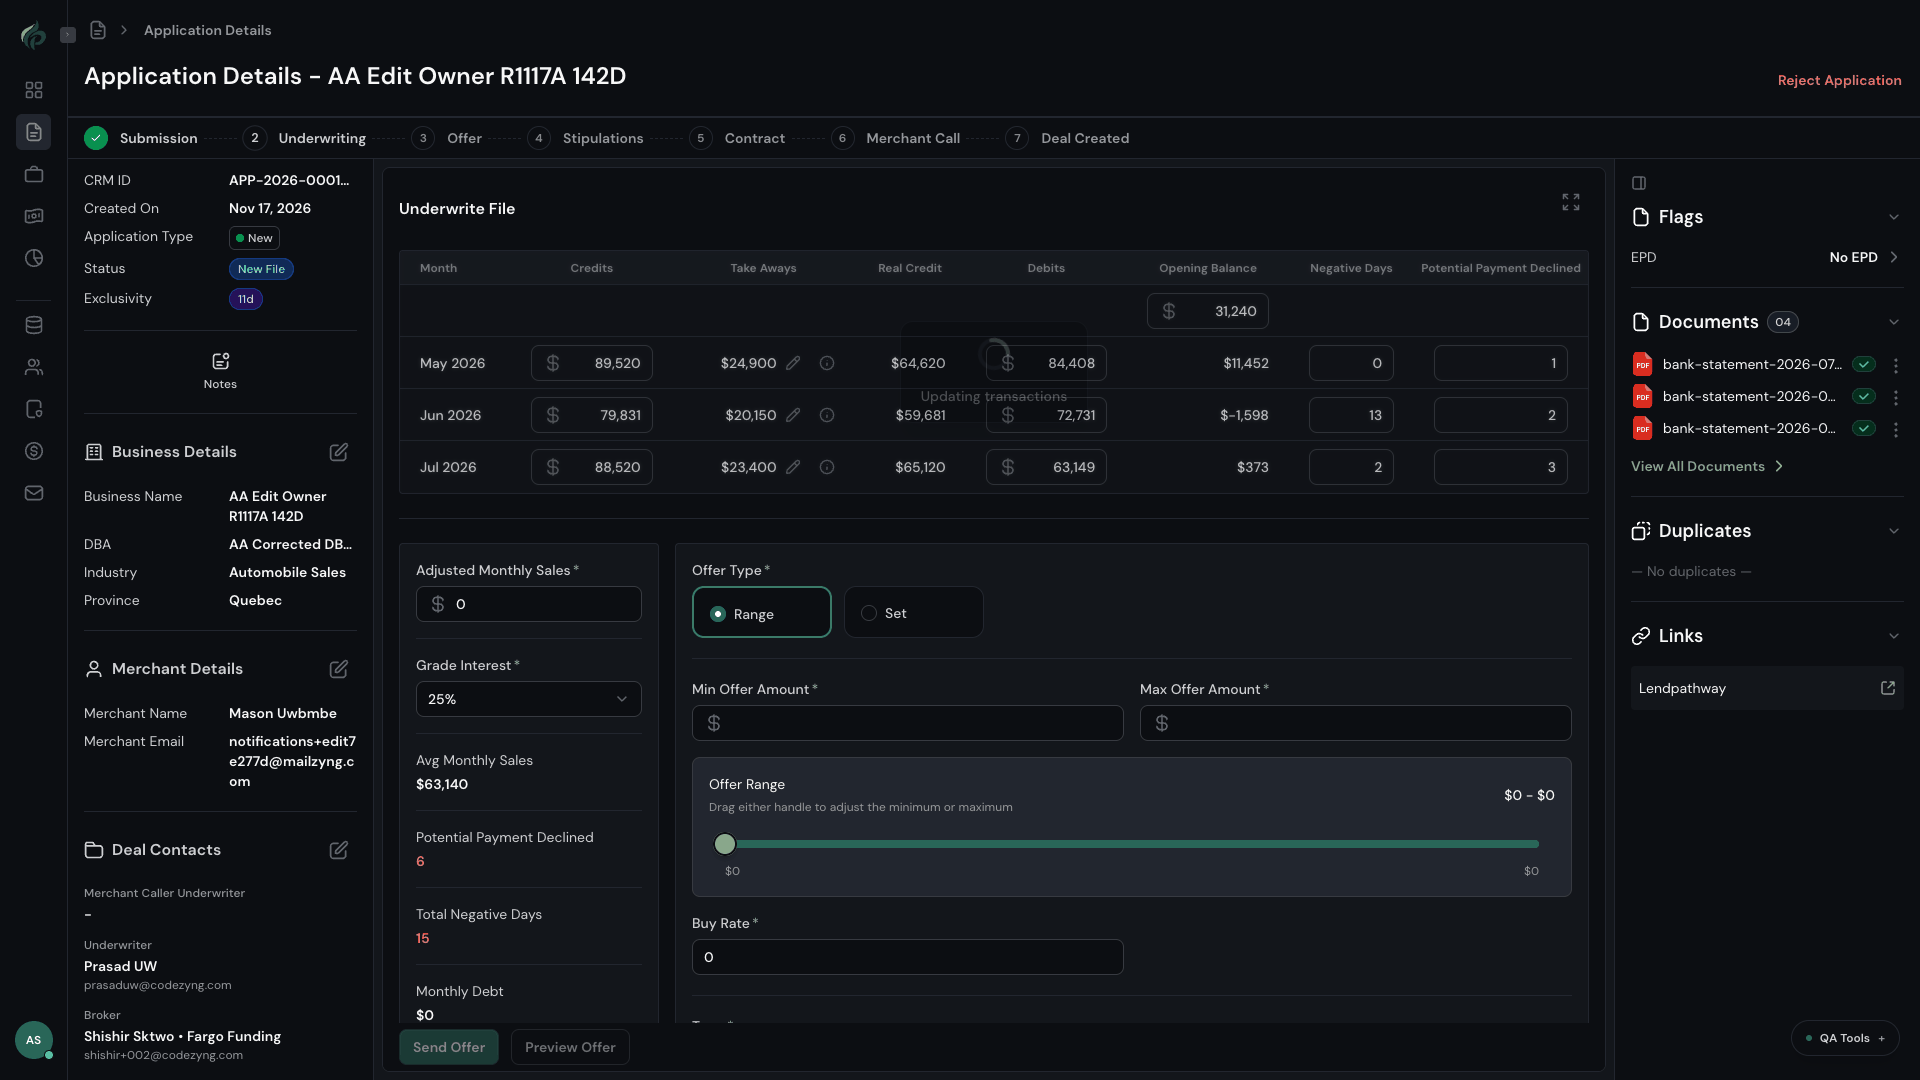 Application Details
Application Details - AA Edit Owner R1117A 142D
Reject Application
Submission
2 Underwriting
3 Offer
4 Stipulations
5 Contract
6 Merchant Call
7 Deal Created
CRM ID APP-2026-0001...
Created On Nov 17, 2026
Application Type New
Status New File
Exclusivity 11d
Notes
Business Details
Business Name AA Edit Owner
R1117A 142D
DBA AA Corrected DB...
Industry Automobile Sales
Province Quebec
Merchant Details
Merchant Name Mason Uwbmbe
Merchant Email notifications+edit7
e277d@mailzyng.c
om
Deal Contacts
Merchant Caller Underwriter
-
Underwriter
Prasad UW
prasaduw@codezyng.com
Broker
Shishir Sktwo • Fargo Funding
shishir+002@codezyng.com
AS
Underwrite File
Month Credits Take Aways Real Credit Debits Opening Balance Negative Days Potential Payment Declined
$ 31,240
May 2026 $ 89,520 $24,900 $64,620 $ 84,408 $11,452 0 1
Updating transactions
Jun 2026 $ 79,831 $20,150 $59,681 $ 72,731 $-1,598 13 2
Jul 2026 $ 88,520 $23,400 $65,120 $ 63,149 $373 2 3
Adjusted Monthly Sales *
$ 0
Grade Interest *
25%
Avg Monthly Sales
$63,140
Potential Payment Declined
6
Total Negative Days
15
Monthly Debt
$0
Offer Type *
Range
Set
Min Offer Amount *
$
Max Offer Amount *
$
Offer Range
Drag either handle to adjust the minimum or maximum
$0 - $0
$0
$0
Buy Rate *
0
Send Offer
Preview Offer
Flags
EPD No EPD
Documents 04
PDF bank-statement-2026-07...
PDF bank-statement-2026-0...
PDF bank-statement-2026-0...
View All Documents
Duplicates
— No duplicates —
Links
Lendpathway
QA Tools +